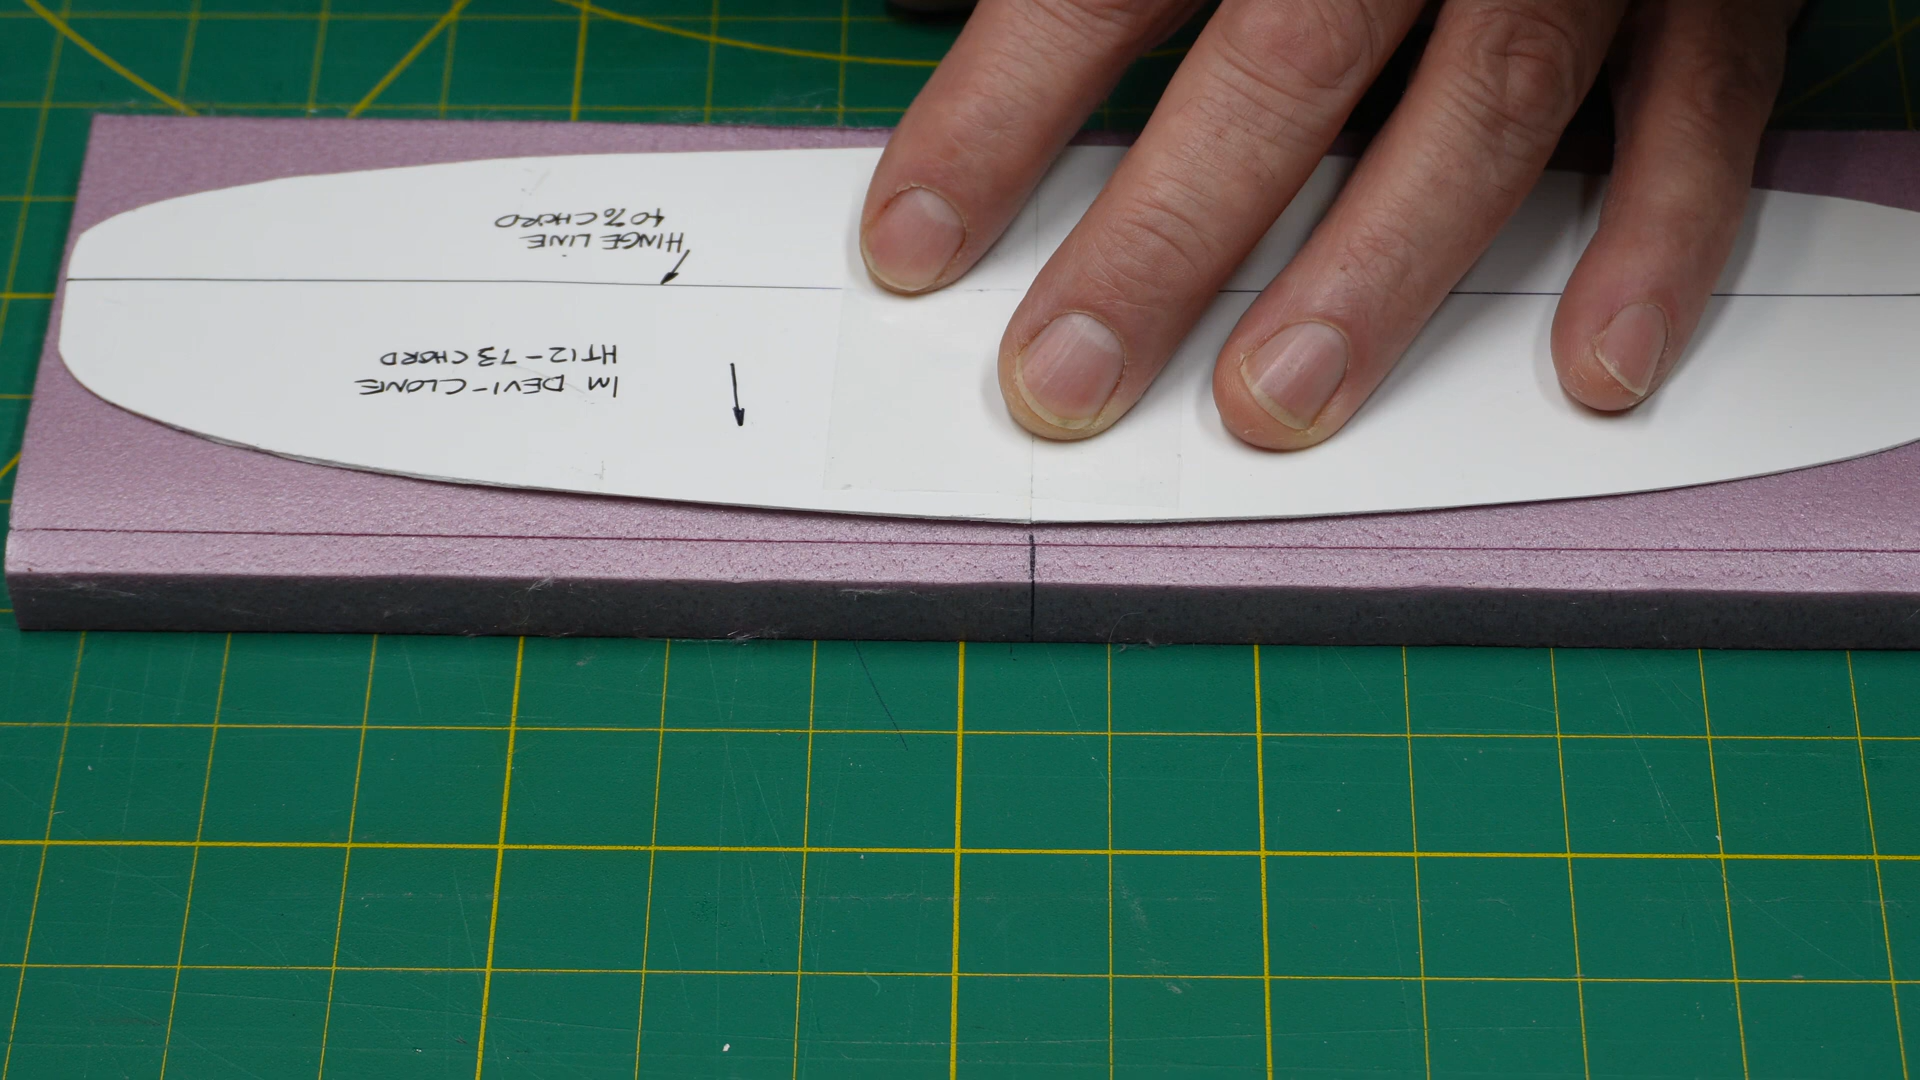 1M DEVI-CLONE
HT12-73 CHORD
HINGE LINE
40% CHORD